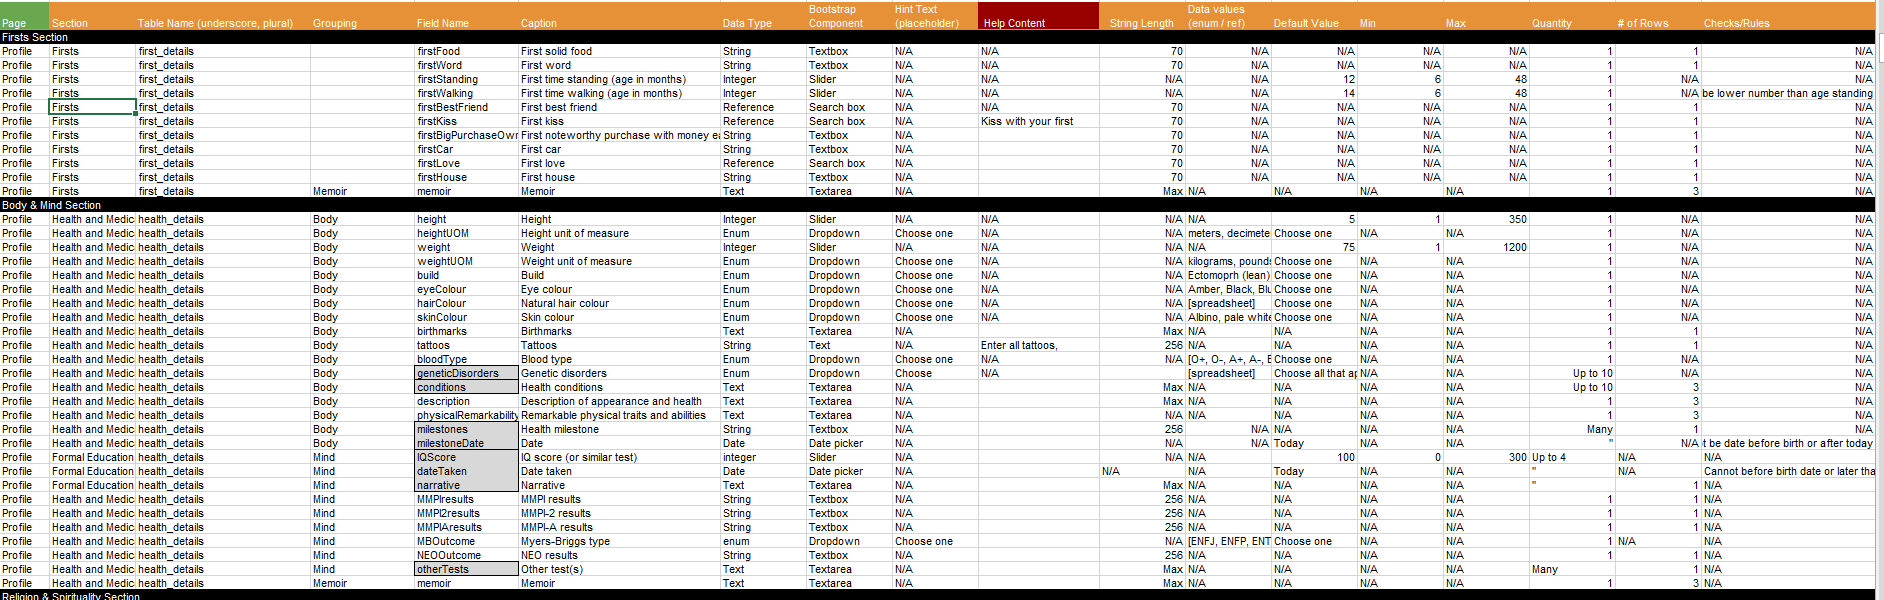 Page Section Table Name (underscore, plural) Grouping Field Name Caption Data Type Bootstrap Component Hint Text (placeholder) Help Content String Length Data values (enum / ref) Default Value Min Max Quantity # of Rows Checks/Rules
Firsts Section
Profile Firsts first_details firstFood First solid food String Textbox N/A N/A 70 N/A N/A N/A N/A 1 1 N/A
Profile Firsts first_details firstWord First word String Textbox N/A N/A 70 N/A N/A N/A N/A 1 1 N/A
Profile Firsts first_details firstStanding First time standing (age in months) Integer Slider N/A N/A N/A N/A 12 6 48 1 N/A N/A
Profile Firsts first_details firstWalking First time walking (age in months) Integer Slider N/A N/A N/A N/A 14 6 48 1 N/A be lower number than age standing
Profile Firsts first_details firstBestFriend First best friend Reference Search box N/A N/A 70 N/A N/A N/A N/A 1 1 N/A
Profile Firsts first_details firstKiss First kiss Reference Search box N/A Kiss with your first 70 N/A N/A N/A N/A 1 1 N/A
Profile Firsts first_details firstBigPurchaseOwr First noteworthy purchase with money ea String Textbox N/A 70 N/A N/A N/A N/A 1 1 N/A
Profile Firsts first_details firstCar First car String Textbox N/A 70 N/A N/A N/A N/A 1 1 N/A
Profile Firsts first_details firstLove First love Reference Search box N/A 70 N/A N/A N/A N/A 1 1 N/A
Profile Firsts first_details firstHouse First house String Textbox N/A 70 N/A N/A N/A N/A 1 1 N/A
Profile Firsts first_details Memoir memoir Memoir Text Textarea N/A Max N/A N/A N/A N/A 1 3 N/A
Body & Mind Section
Profile Health and Medic health_details Body height Height Integer Slider N/A N/A N/A N/A 5 1 350 1 N/A N/A
Profile Health and Medic health_details Body heightUOM Height unit of measure Enum Dropdown Choose one N/A N/A meters, decimete Choose one N/A N/A 1 N/A N/A
Profile Health and Medic health_details Body weight Weight Integer Slider N/A N/A N/A N/A 75 1 1200 1 N/A N/A
Profile Health and Medic health_details Body weightUOM Weight unit of measure Enum Dropdown Choose one N/A N/A kilograms, pounds Choose one N/A N/A 1 N/A N/A
Profile Health and Medic health_details Body build Build Enum Dropdown Choose one N/A N/A Ectomoprh (lean) Choose one N/A N/A 1 N/A N/A
Profile Health and Medic health_details Body eyeColour Eye colour Enum Dropdown Choose one N/A N/A Amber, Black, Blu Choose one N/A N/A 1 N/A N/A
Profile Health and Medic health_details Body hairColour Natural hair colour Enum Dropdown Choose one N/A N/A [spreadsheet] Choose one N/A N/A 1 N/A N/A
Profile Health and Medic health_details Body skinColour Skin colour Enum Dropdown Choose one N/A N/A Albino, pale white Choose one N/A N/A 1 N/A N/A
Profile Health and Medic health_details Body birthmarks Birthmarks Text Textarea N/A Max N/A N/A N/A N/A 1 1 N/A
Profile Health and Medic health_details Body tattoos Tattoos String Text N/A Enter all tattoos, 256 N/A N/A N/A N/A 1 1 N/A
Profile Health and Medic health_details Body bloodType Blood type Enum Dropdown Choose one N/A N/A [O+, O-, A+, A-, E Choose one N/A N/A 1 N/A N/A
Profile Health and Medic health_details Body geneticDisorders Genetic disorders Enum Dropdown Choose N/A [spreadsheet] Choose all that ap N/A N/A Up to 10 N/A N/A
Profile Health and Medic health_details Body conditions Health conditions Text Textarea N/A Max N/A N/A N/A N/A Up to 10 3 N/A
Profile Health and Medic health_details Body description Description of appearance and health Text Textarea N/A Max N/A N/A N/A N/A 1 3 N/A
Profile Health and Medic health_details Body physicalRemarkability Remarkable physical traits and abilities Text Textarea N/A N/A N/A N/A N/A N/A 1 3 N/A
Profile Health and Medic health_details Body milestones Health milestone String Textbox N/A 256 N/A N/A N/A N/A Many 1 N/A
Profile Health and Medic health_details Body milestoneDate Date Date Date picker N/A N/A N/A Today N/A N/A " N/A t be date before birth or after today
Profile Formal Education health_details Mind IQScore IQ score (or similar test) integer Slider N/A N/A N/A 100 0 300 Up to 4 N/A N/A
Profile Formal Education health_details Mind dateTaken Date taken Date Date picker N/A N/A N/A Today N/A N/A " N/A Cannot before birth date or later tha
Profile Formal Education health_details Mind narrative Narrative Text Textarea N/A Max N/A N/A N/A N/A " 1 N/A
Profile Health and Medic health_details Mind MMPIresults MMPI results String Textbox N/A 256 N/A N/A N/A N/A 1 1 N/A
Profile Health and Medic health_details Mind MMPI2results MMPI-2 results String Textbox N/A 256 N/A N/A N/A N/A 1 1 N/A
Profile Health and Medic health_details Mind MMPIAresults MMPI-A results String Textbox N/A 256 N/A N/A N/A N/A 1 1 N/A
Profile Health and Medic health_details Mind MBOutcome Myers-Briggs type enum Dropdown Choose one N/A [ENFJ, ENFP, ENT Choose one N/A N/A 1 N/A N/A
Profile Health and Medic health_details Mind NEOOutcome NEO results String Textbox N/A 256 N/A N/A N/A N/A 1 1 N/A
Profile Health and Medic health_details Mind otherTests Other test(s) Text Textarea N/A Max N/A N/A N/A N/A Many 1 N/A
Profile Health and Medic health_details Memoir memoir Memoir Text Textarea N/A Max N/A N/A N/A N/A 1 3 N/A
Religion & Spirituality Section